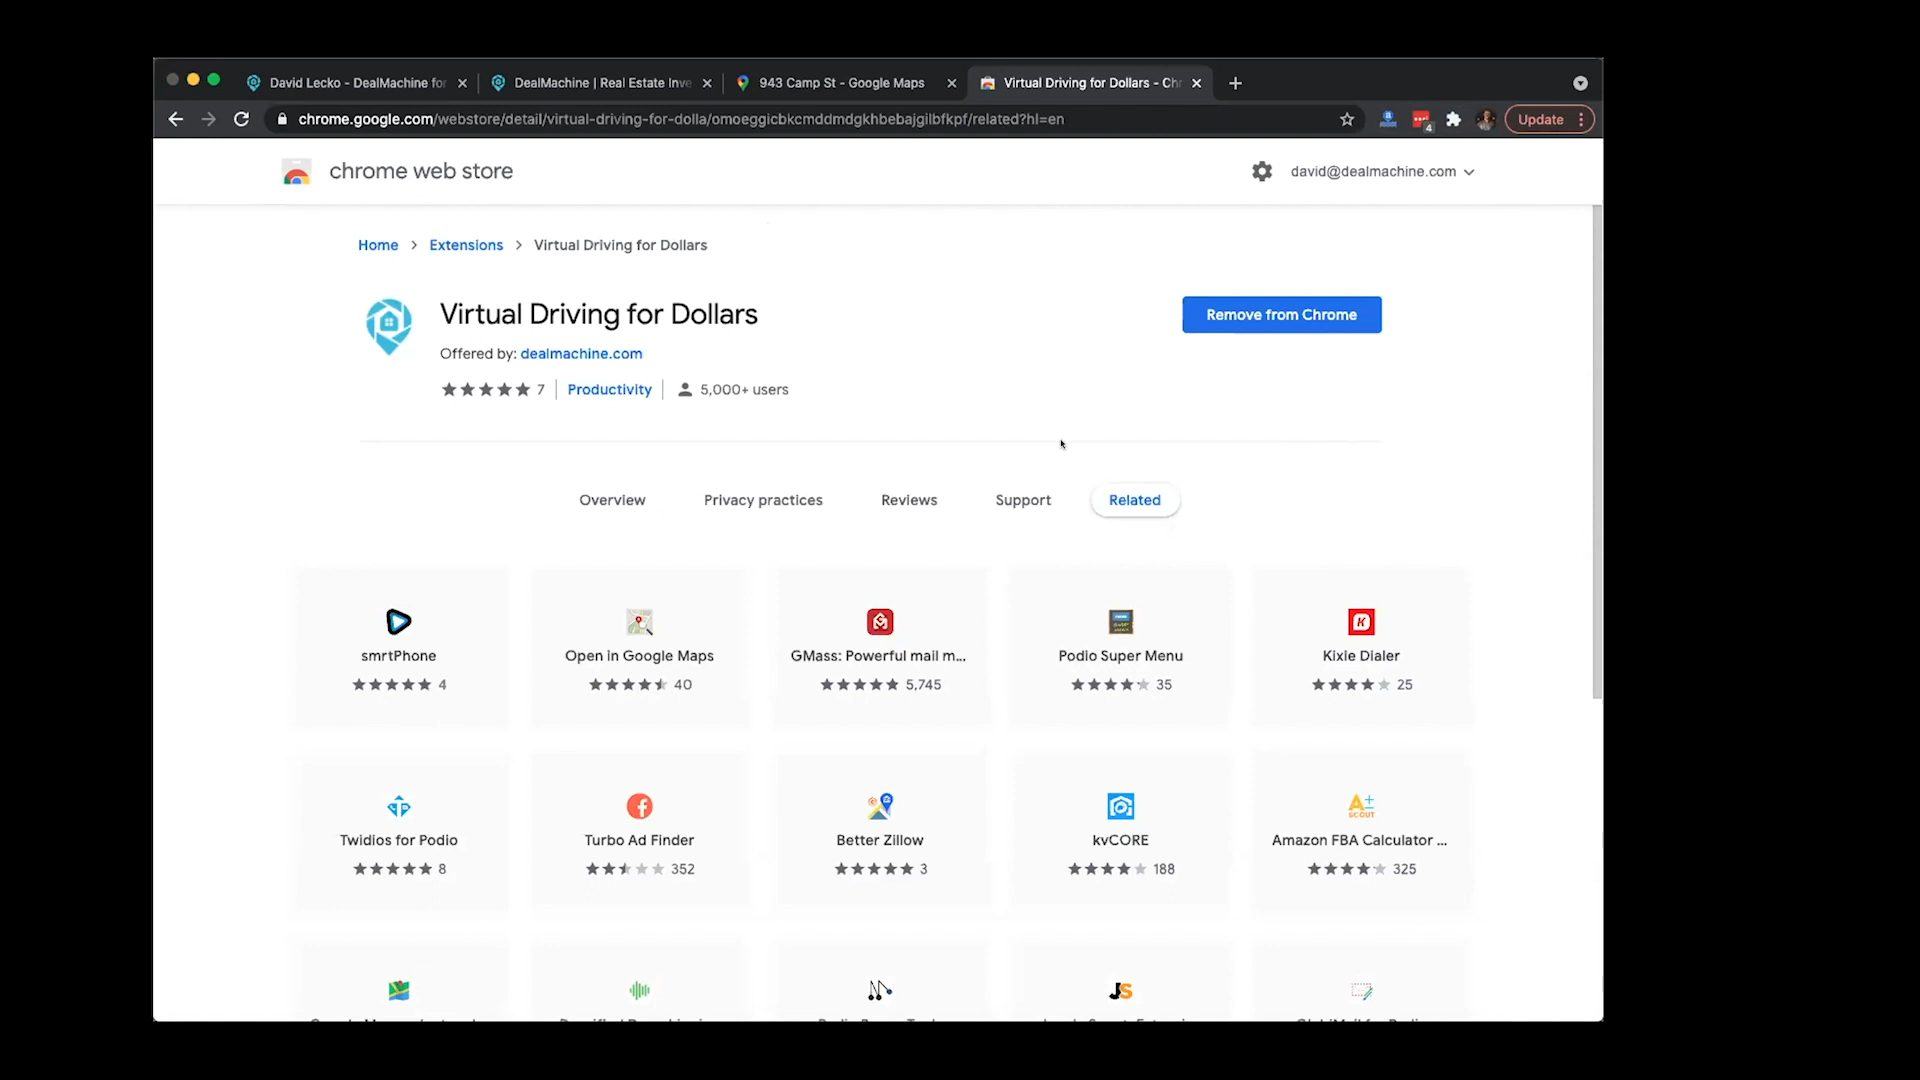 David Lecko - DealMachine for
DealMachine | Real Estate Inve
943 Camp St - Google Maps
Virtual Driving for Dollars - Chr
chrome.google.com/webstore/detail/virtual-driving-for-dolla/omoeggicbkcmddmdgkhbebajgilbfkpf/related?hl=en
4
Update
chrome web store
david@dealmachine.com
Home > Extensions > Virtual Driving for Dollars
Virtual Driving for Dollars
Remove from Chrome
Offered by: dealmachine.com
7
Productivity
5,000+ users
Overview
Privacy practices
Reviews
Support
Related
smrtPhone
Open in Google Maps
GMass: Powerful mail m...
Podio Super Menu
Kixie Dialer
4
40
5,745
35
25
Twidios for Podio
Turbo Ad Finder
Better Zillow
kvCORE
Amazon FBA Calculator ...
8
352
3
188
325
JS